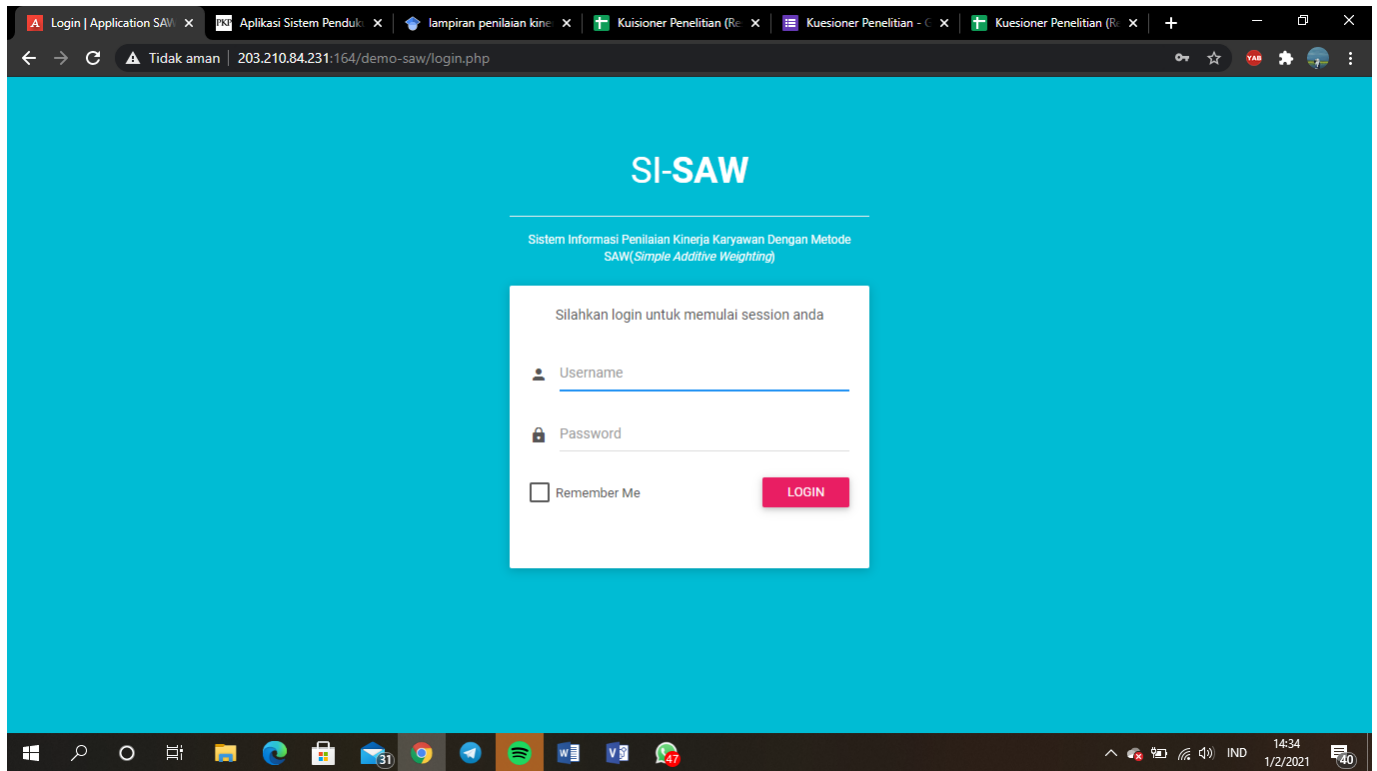 Login | Application SAW
PKP Aplikasi Sistem Penduk
lampiran penilaian kine
Kuisioner Penelitian (Re
Kuesioner Penelitian - G
Kuesioner Penelitian (Re
Tidak aman | 203.210.84.231:164/demo-saw/login.php
YAB
SI-SAW
Sistem Informasi Penilaian Kinerja Karyawan Dengan Metode
SAW(Simple Additive Weighting)
Silahkan login untuk memulai session anda
Username
Password
Remember Me
LOGIN
31
47
IND
14:34
1/2/2021
40